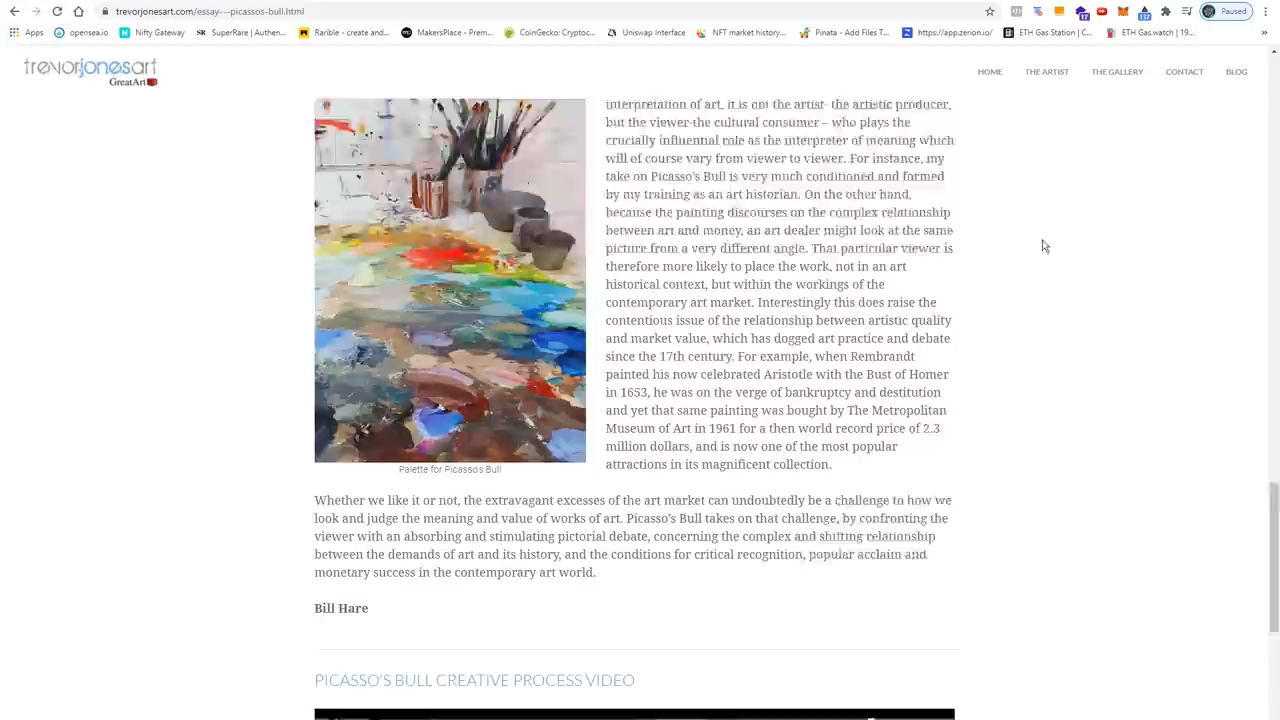 trevorjonesart.com/essay---picassos-bull.html
Paused
Apps
opensea.io
Nifty Gateway
SuperRare | Authen...
Rarible - create and...
MakersPlace - Prem...
CoinGecko: Cryptoc...
Uniswap Interface
NFT market history...
Pinata - Add Files T...
https://app.zerion.io/
ETH Gas Station | C...
ETH Gas.watch | 19...
»
trevorjonesart
GreatArt
HOME
THE ARTIST
THE GALLERY
CONTACT
BLOG
interpretation of art, it is not the artist- the artistic producer,
but the viewer-the cultural consumer – who plays the
crucially influential role as the interpreter of meaning which
will of course vary from viewer to viewer. For instance, my
take on Picasso's Bull is very much conditioned and formed
by my training as an art historian. On the other hand,
because the painting discourses on the complex relationship
between art and money, an art dealer might look at the same
picture from a very different angle. That particular viewer is
therefore more likely to place the work, not in an art
historical context, but within the workings of the
contemporary art market. Interestingly this does raise the
contentious issue of the relationship between artistic quality
and market value, which has dogged art practice and debate
since the 17th century. For example, when Rembrandt
painted his now celebrated Aristotle with the Bust of Homer
in 1653, he was on the verge of bankruptcy and destitution
and yet that same painting was bought by The Metropolitan
Museum of Art in 1961 for a then world record price of 2.3
million dollars, and is now one of the most popular
attractions in its magnificent collection.
Palette for Picasso's Bull
Whether we like it or not, the extravagant excesses of the art market can undoubtedly be a challenge to how we
look and judge the meaning and value of works of art. Picasso's Bull takes on that challenge, by confronting the
viewer with an absorbing and stimulating pictorial debate, concerning the complex and shifting relationship
between the demands of art and its history, and the conditions for critical recognition, popular acclaim and
monetary success in the contemporary art world.
Bill Hare
PICASSO'S BULL CREATIVE PROCESS VIDEO